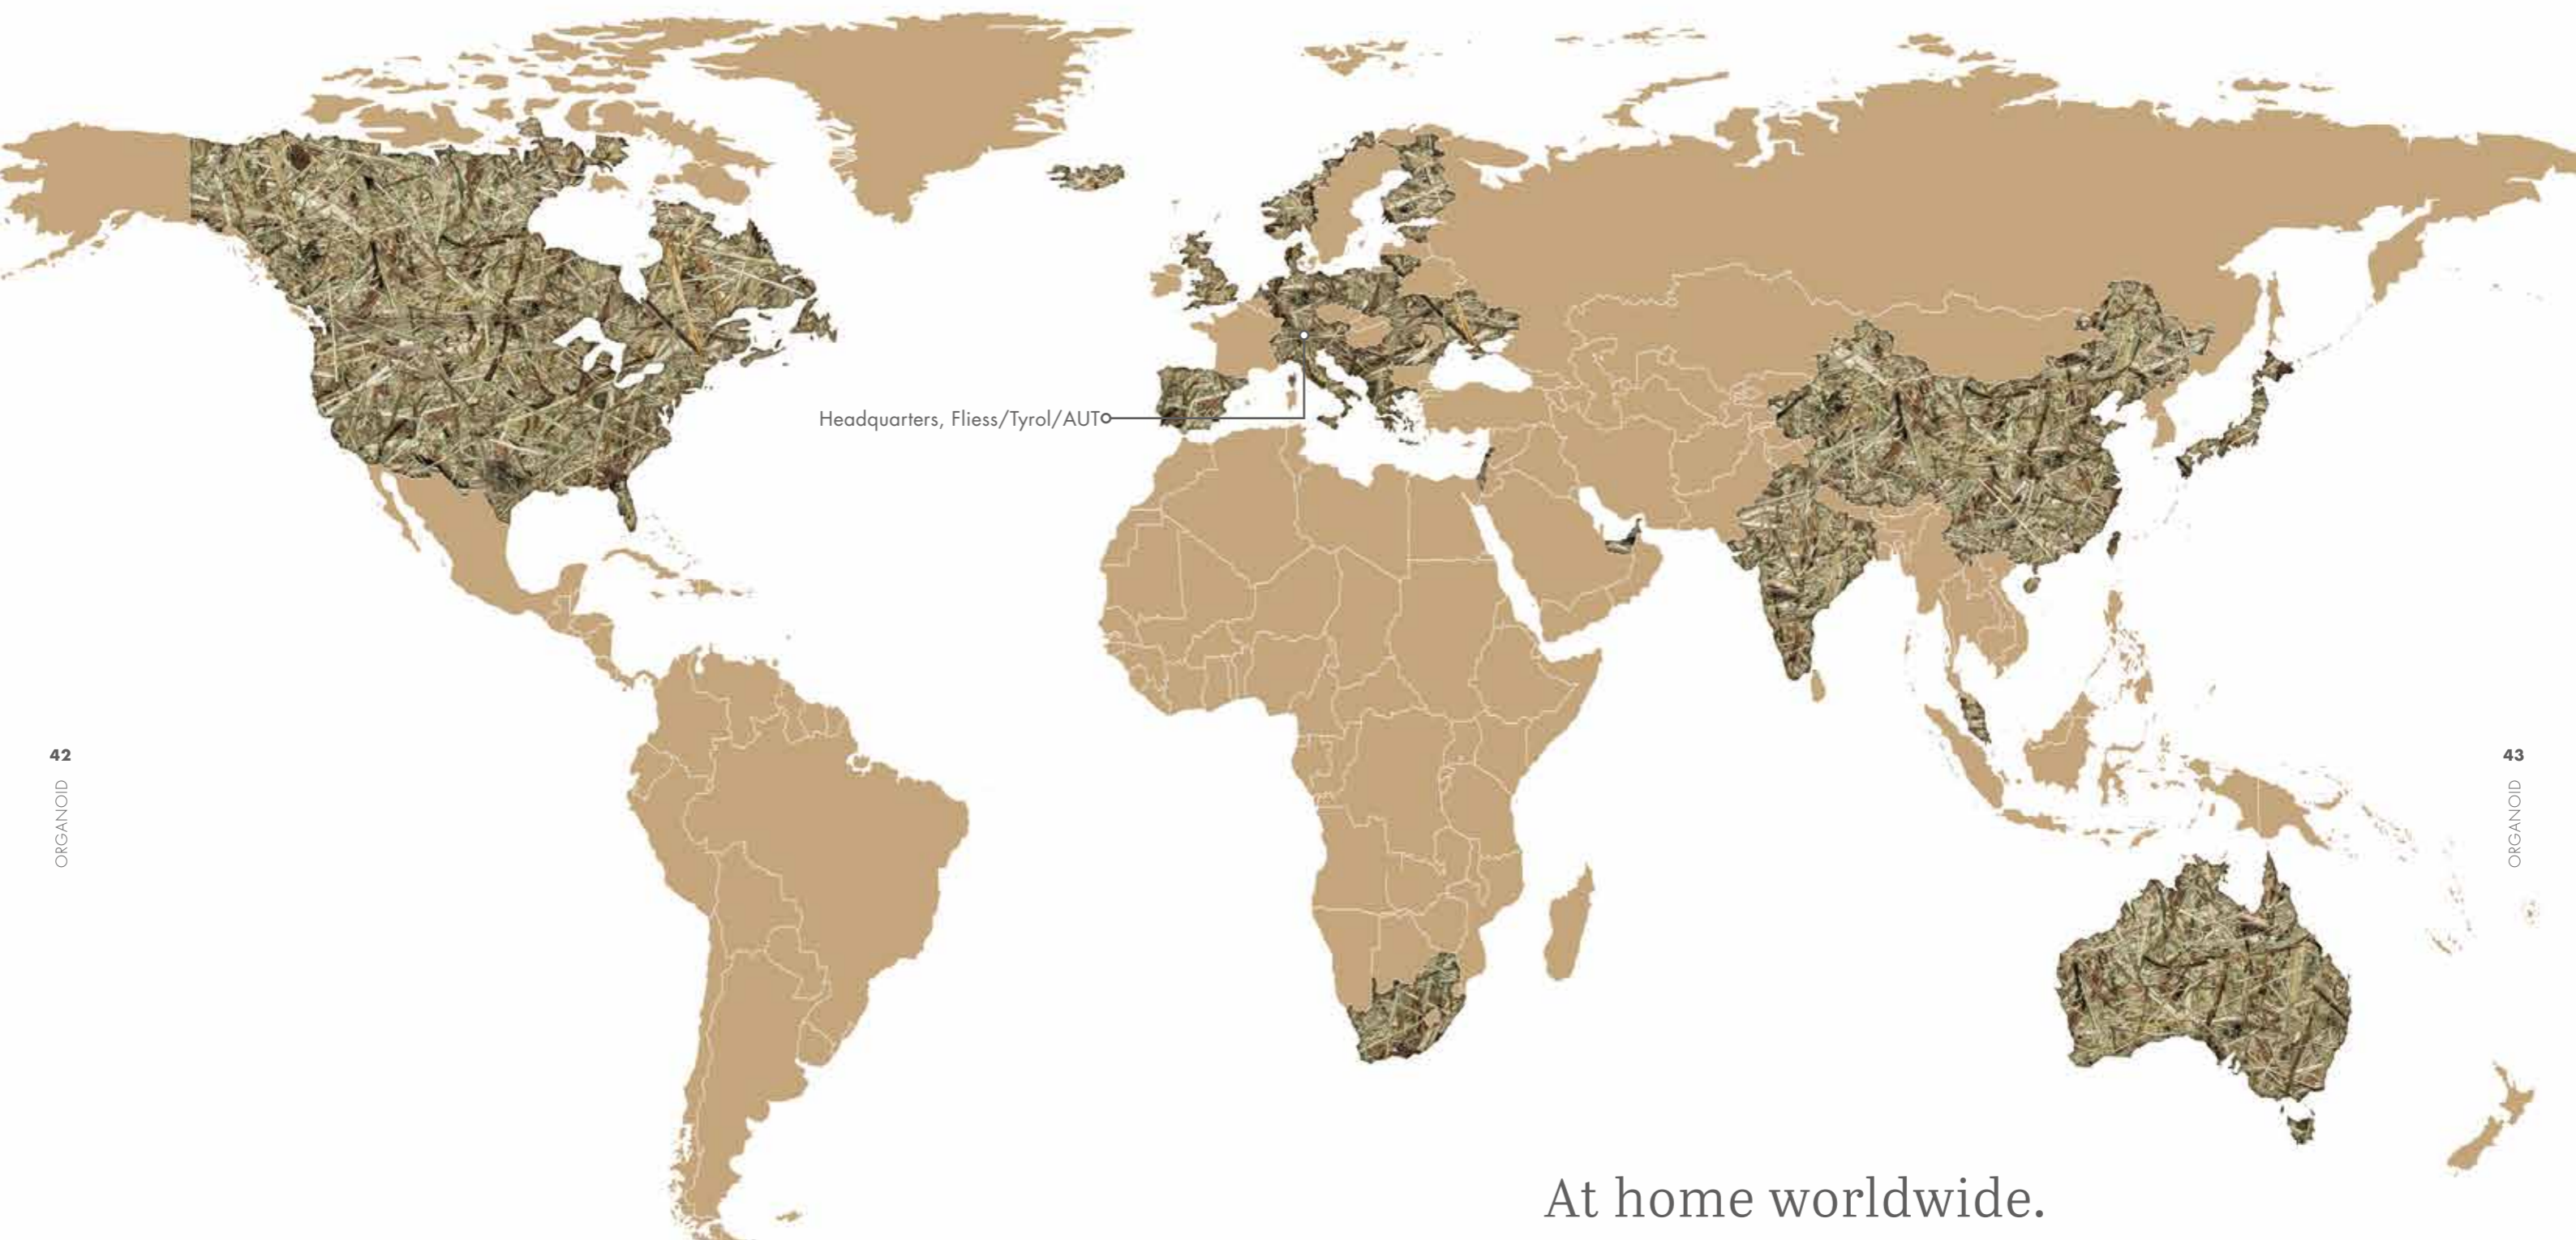 Headquarters, Fliess/Tyrol/AUT
42
ORGANOID
43
ORGANOID
At home worldwide.